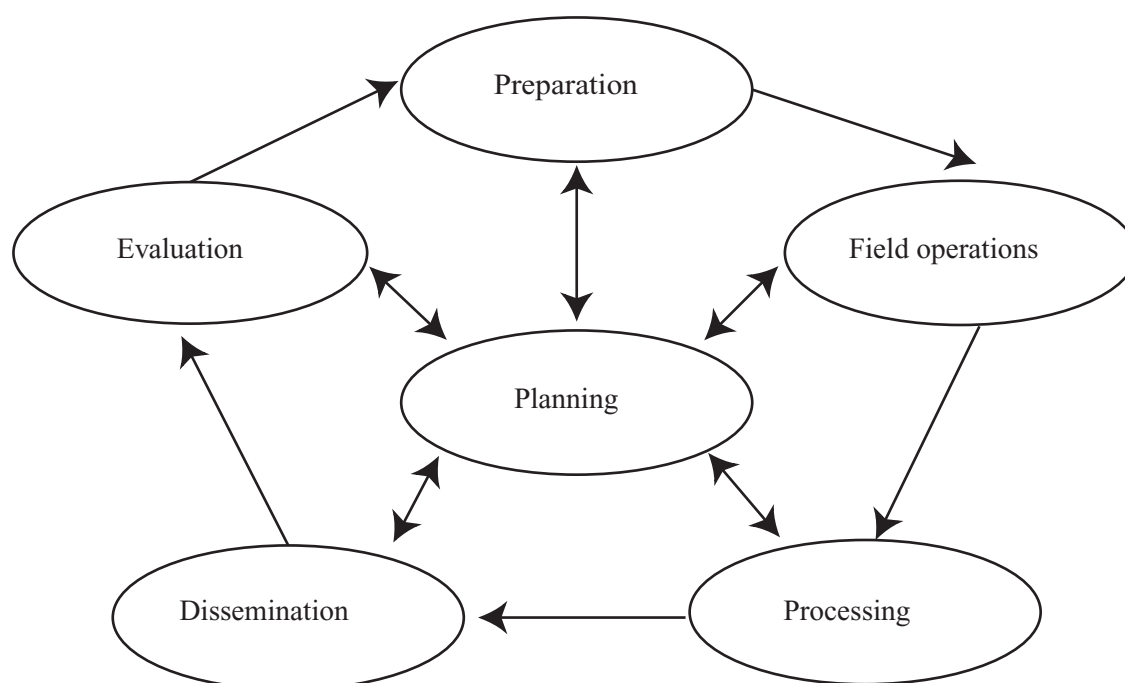 Preparation
Evaluation
Field operations
Planning
Dissemination
Processing